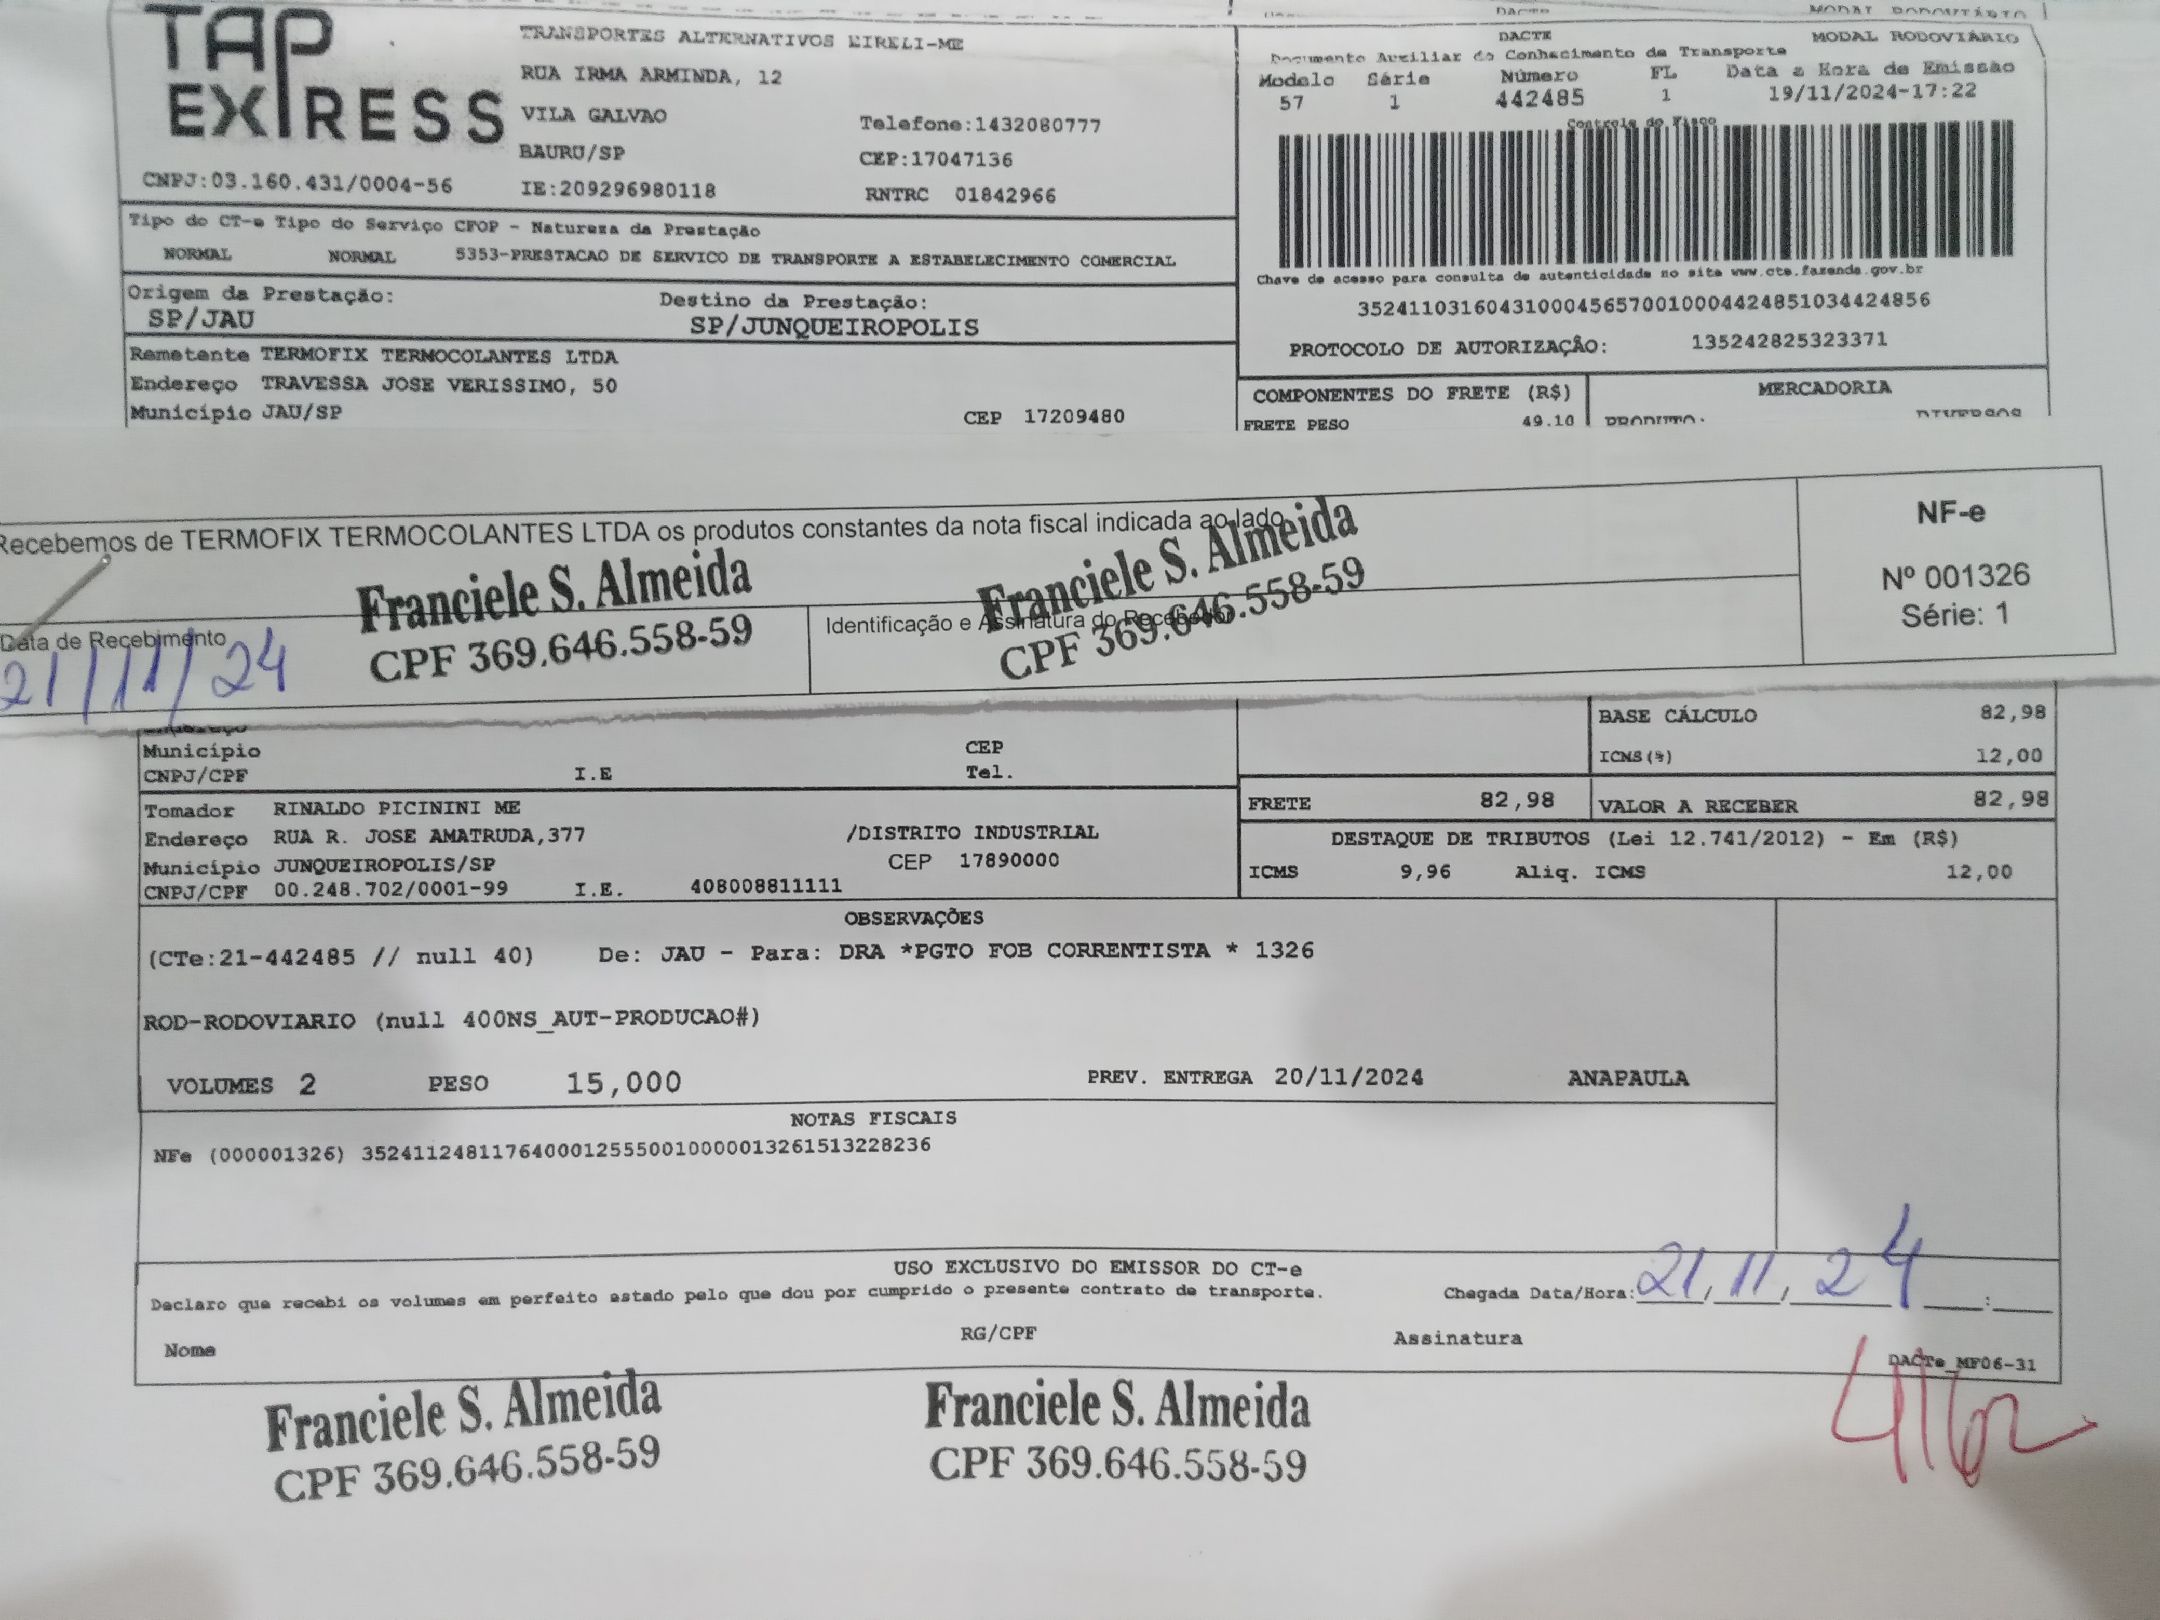 TAP
EXPRESS
CNPJ:03.160.431/0004-56
TRANSPORTES ALTERNATIVOS EIRELI-ME
RUA IRMA ARMINDA, 12
VILA GALVAO
BAURU/SP
IE:209296980118
Telefone:1432080777
CEP:17047136
RNTRC 01842966
DACTE MODAL RODOVIÁRIO
Documento Auxiliar do Conhecimento de Transporte
Modelo Série Número FL Data e Hora de Emissão
57 1 442485 1 19/11/2024-17:22
Controle do Fisco
Chave de acesso para consulta de autenticidade no site www.cte.fazenda.gov.br
35241103160431000456570010004424851034424856
PROTOCOLO DE AUTORIZAÇÃO: 135242825323371
Tipo do CT-e Tipo do Serviço CFOP - Natureza da Prestação
NORMAL NORMAL 5353-PRESTACAO DE SERVICO DE TRANSPORTE A ESTABELECIMENTO COMERCIAL
Origem da Prestação: Destino da Prestação:
SP/JAU SP/JUNQUEIROPOLIS
Remetente TERMOFIX TERMOCOLANTES LTDA
Endereço TRAVESSA JOSE VERISSIMO, 50
Município JAU/SP CEP 17209480
COMPONENTES DO FRETE (R$) MERCADORIA
FRETE PESO 49.10 PRODUTO: DIVERSOS
Recebemos de TERMOFIX TERMOCOLANTES LTDA os produtos constantes da nota fiscal indicada ao lado
Franciele S. Almeida
CPF 369.646.558-59
Franciele S. Almeida
CPF 369.646.558-59
Data de Recebimento
21/11/24
Identificação e Assinatura do Recebedor
NF-e
Nº 001326
Série: 1
Endereço
Município CEP
CNPJ/CPF I.E Tel.
BASE CÁLCULO 82,98
ICMS(%) 12,00
FRETE 82,98 VALOR A RECEBER 82,98
Tomador RINALDO PICININI ME
Endereço RUA R. JOSE AMATRUDA,377 /DISTRITO INDUSTRIAL
Município JUNQUEIROPOLIS/SP CEP 17890000
CNPJ/CPF 00.248.702/0001-99 I.E. 408008811111
DESTAQUE DE TRIBUTOS (Lei 12.741/2012) - Em (R$)
ICMS 9,96 Aliq. ICMS 12,00
OBSERVAÇÕES
(CTe:21-442485 // null 40) De: JAU - Para: DRA *PGTO FOB CORRENTISTA * 1326
ROD-RODOVIARIO (null 400NS_AUT-PRODUCAO#)
VOLUMES 2 PESO 15,000 PREV. ENTREGA 20/11/2024 ANAPAULA
NOTAS FISCAIS
NFe (000001326) 35241124811764000125550010000013261513228236
USO EXCLUSIVO DO EMISSOR DO CT-e
Declaro que recebi os volumes em perfeito estado pelo que dou por cumprido o presente contrato de transporte. Chegada Data/Hora: 21/11/24 :
Nome RG/CPF Assinatura
DACTe_MF06-31
Franciele S. Almeida
CPF 369.646.558-59
Franciele S. Almeida
CPF 369.646.558-59